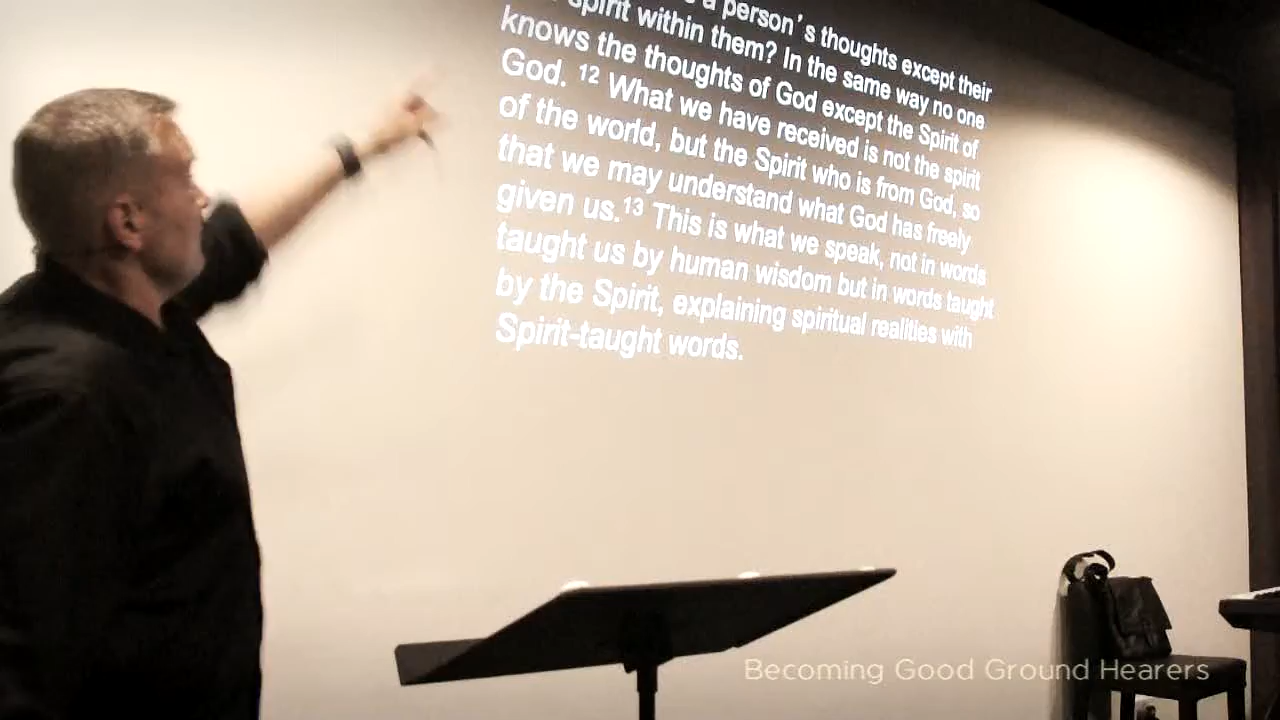 a person's thoughts except their
spirit within them? In the same way no one
knows the thoughts of God except the Spirit of
God. 12 What we have received is not the spirit
of the world, but the Spirit who is from God, so
that we may understand what God has freely
given us.13 This is what we speak, not in words
taught us by human wisdom but in words taught
by the Spirit, explaining spiritual realities with
Spirit-taught words.
Becoming Good Ground Hearers